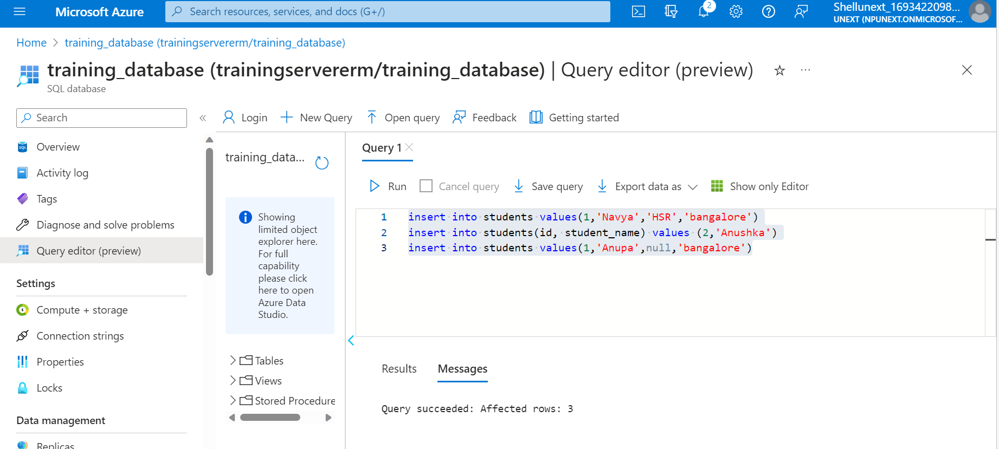 Microsoft Azure
Search resources, services, and docs (G+/)
2
Shellunext_1693422098...
UNEXT (NPUNEXT.ONMICROSOF...
Home > training_database (trainingservererm/training_database)
training_database (trainingservererm/training_database) | Query editor (preview)
SQL database
Search
Login
New Query
Open query
Feedback
Getting started
SQL
Overview
Activity log
Tags
Diagnose and solve problems
Query editor (preview)
Settings
Compute + storage
Connection strings
Properties
Locks
Data management
Replicas
training_data...
Showing
limited object
explorer here.
For full
capability
please click
here to open
Azure Data
Studio.
Tables
Views
Stored Procedure
Query 1
Run
Cancel query
Save query
Export data as
Show only Editor
1 insert into students values(1,'Navya','HSR','bangalore')
2 insert into students(id, student_name) values (2,'Anushka')
3 insert into students values(1,'Anupa',null,'bangalore')
Results
Messages
Query succeeded: Affected rows: 3